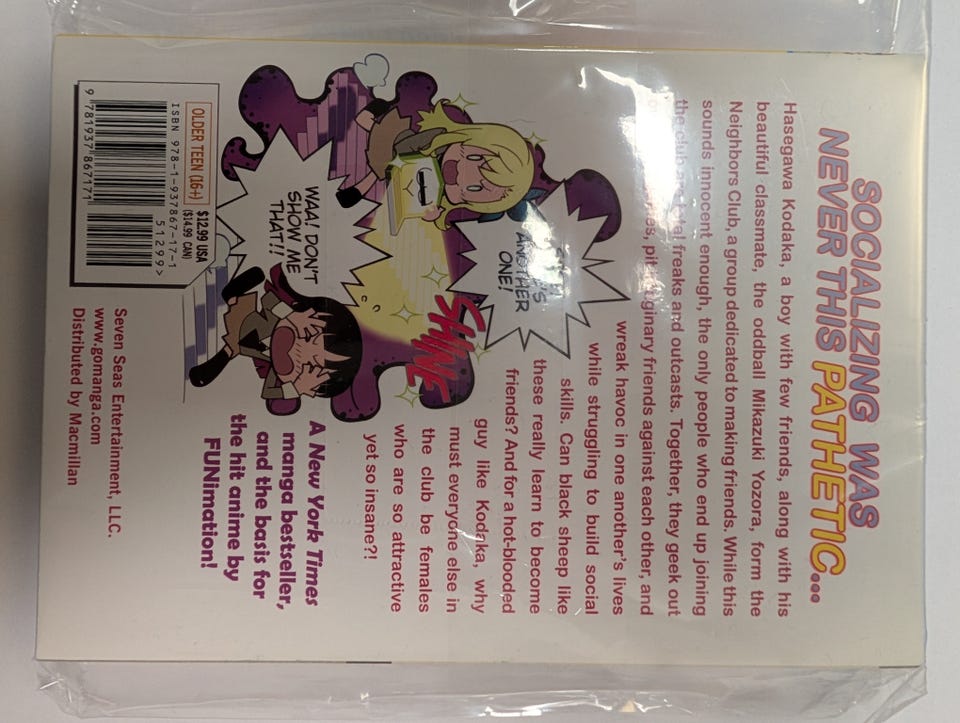 SOCIALIZING WAS
NEVER THIS PATHETIC...
Hasegawa Kodaka, a boy with few friends, along with his
beautiful classmate, the oddball Mikazuki Yozora, form the
Neighbors Club, a group dedicated to making friends. While this
sounds innocent enough, the only people who end up joining
the club are total freaks and outcasts. Together, they geek out
pit imaginary friends against each other, and
wreak havoc in one another's lives
while struggling to build social
skills. Can black sheep like
these really learn to become
friends? And for a hot-blooded
guy like Kodaka, why
must everyone else in
the club be females
who are so attractive
yet so insane?!
ANOTHER
ONE!
SHINE
WAA! DON'T
SHOW ME
THAT!!
A New York Times
manga bestseller,
and the basis for
the hit anime by
FUNimation!
OLDER TEEN (16+)
$12.99 USA
($14.99 CAN)
ISBN 978-1-937867-17-1
51299>
9 781937 867171
Seven Seas Entertainment, LLC.
www.gomanga.com
Distributed by Macmillan